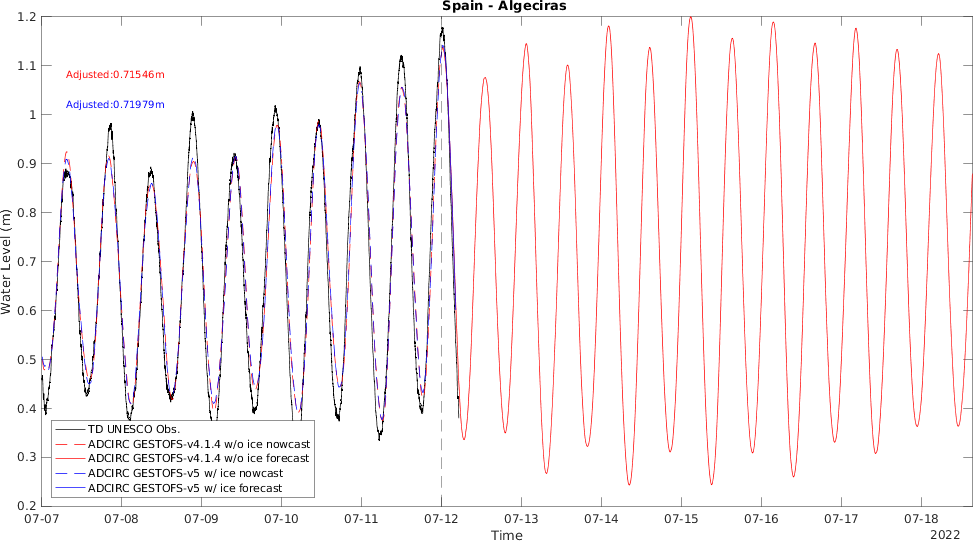 Spain - Algeciras
1.2
1.1
1
0.9
0.8
0.7
0.6
0.5
0.4
0.3
0.2
Water Level (m)
Adjusted:0.71546m
Adjusted:0.71979m
TD UNESCO Obs.
ADCIRC GESTOFS-v4.1.4 w/o ice nowcast
ADCIRC GESTOFS-v4.1.4 w/o ice forecast
ADCIRC GESTOFS-v5 w/ ice nowcast
ADCIRC GESTOFS-v5 w/ ice forecast
07-07 07-08 07-09 07-10 07-11 07-12 07-13 07-14 07-15 07-16 07-17 07-18
Time
2022